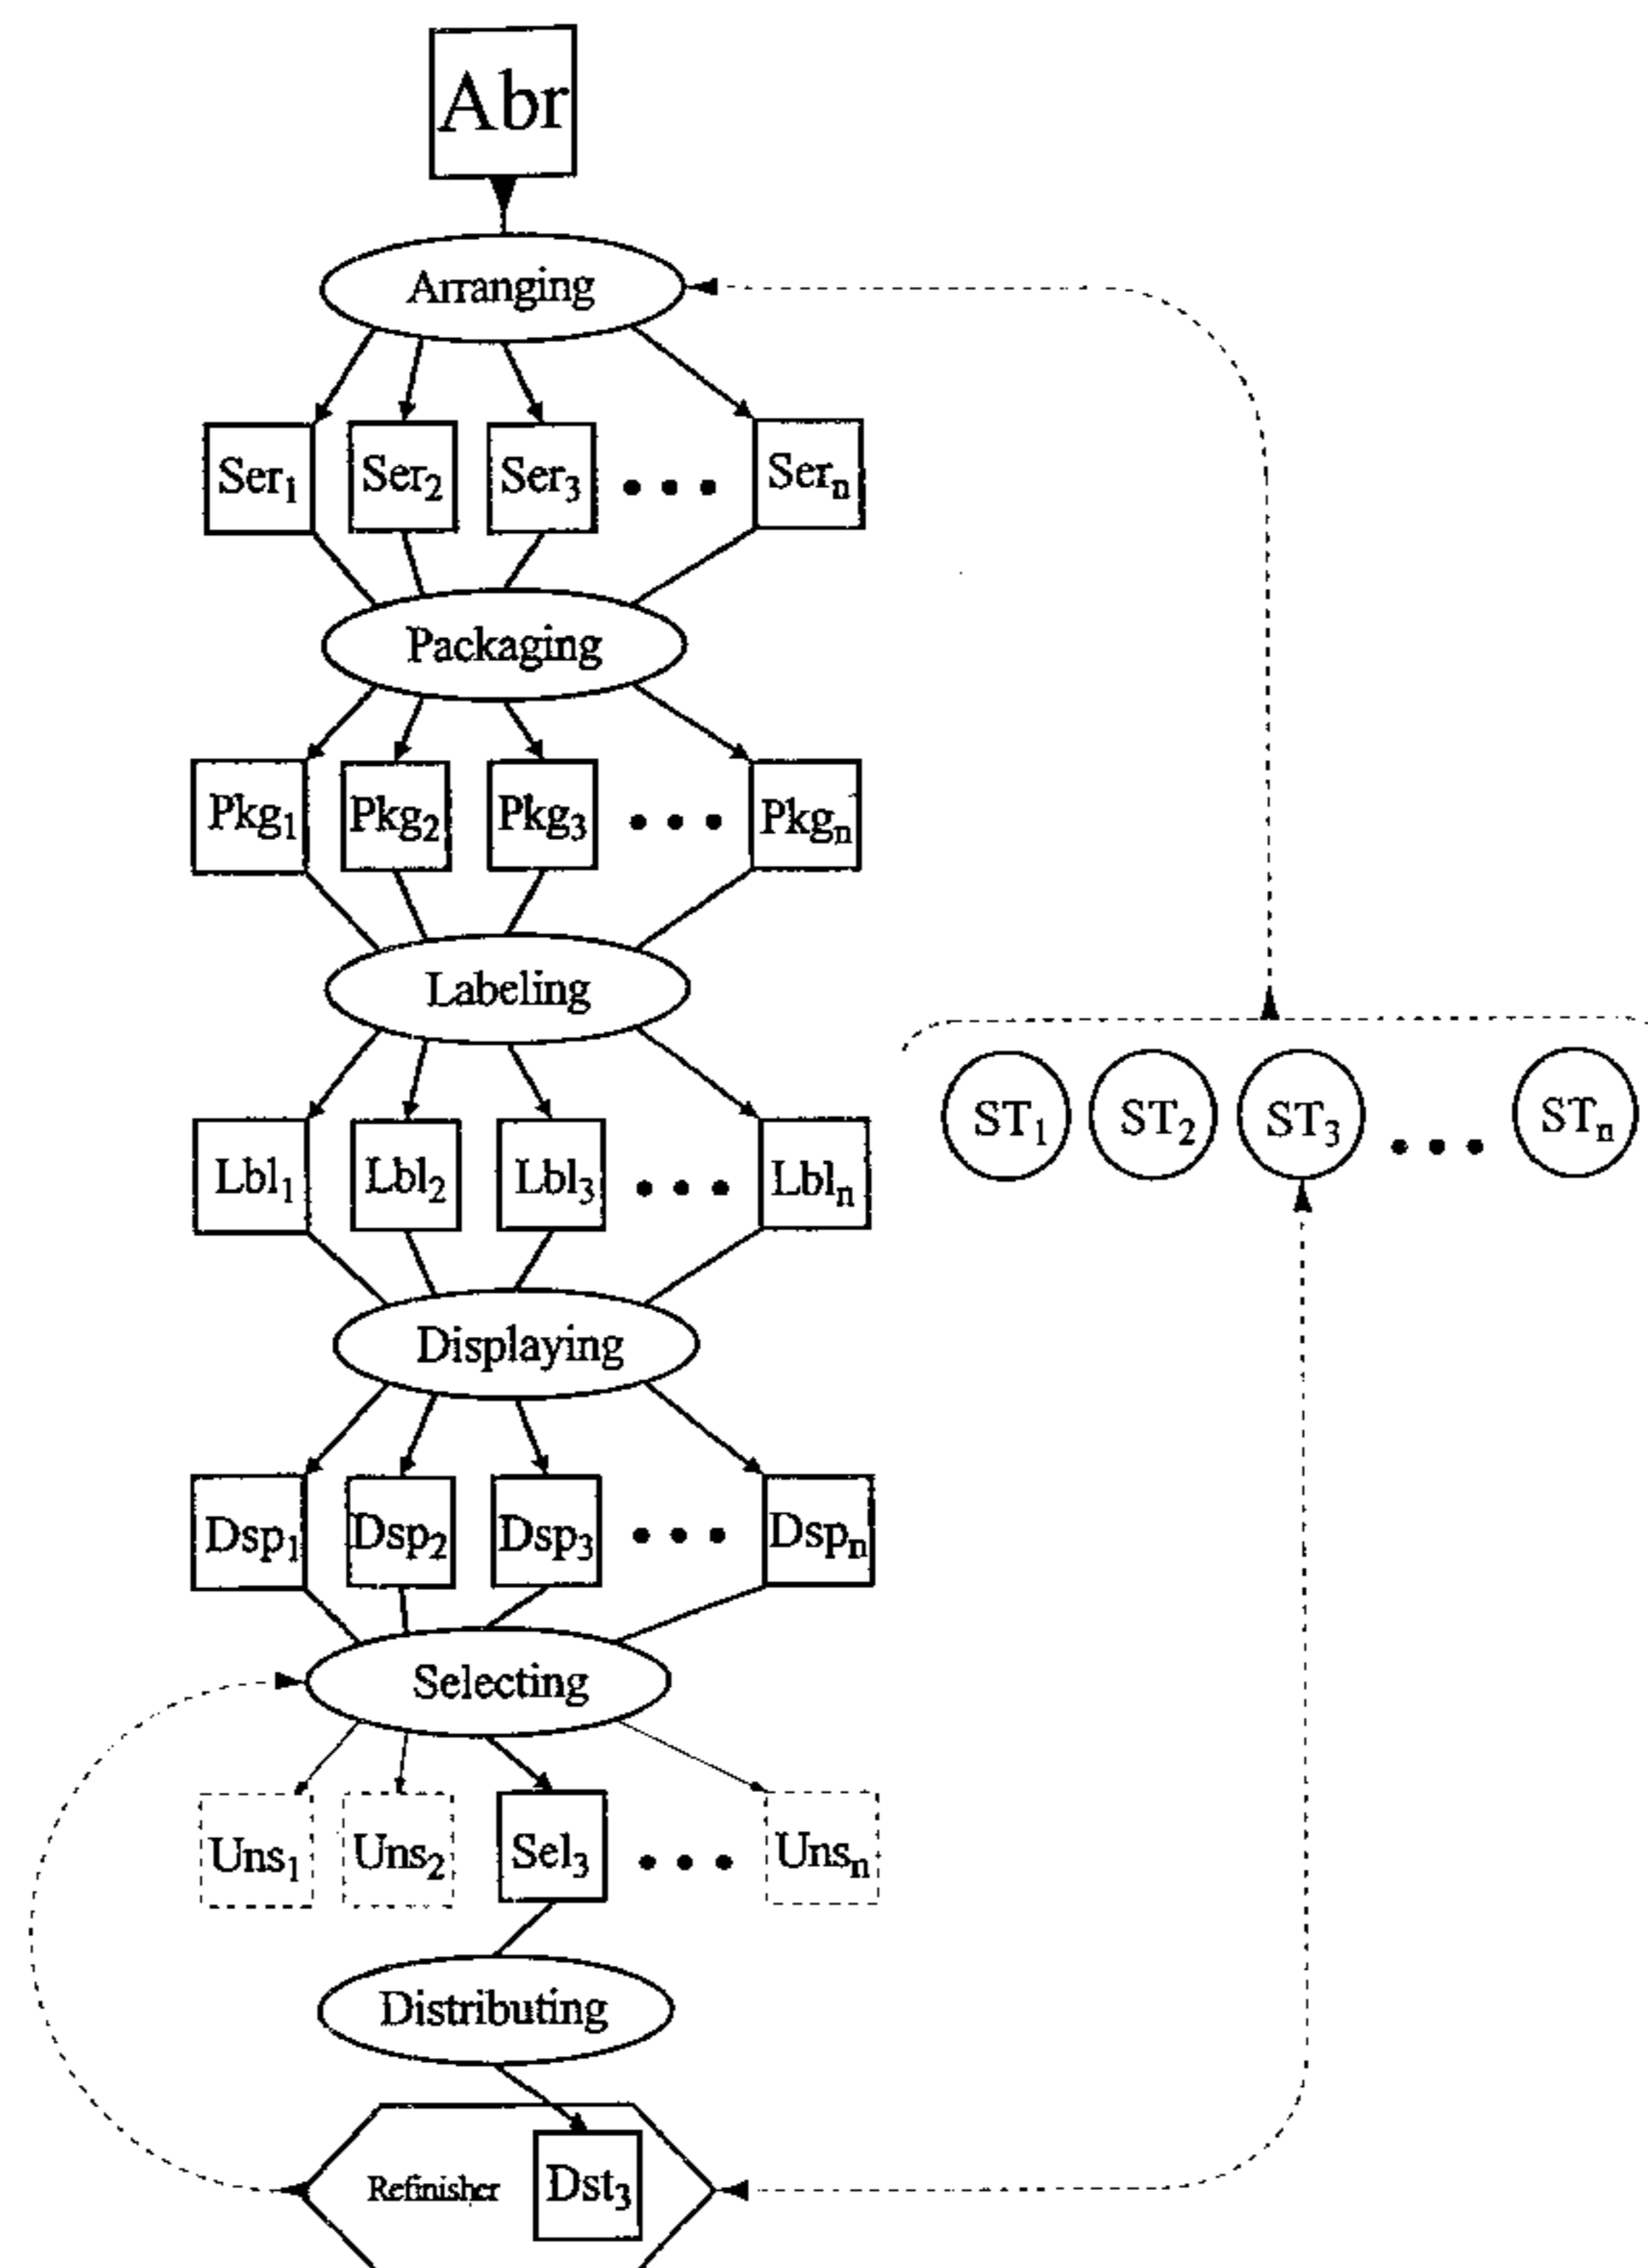 Abr
Arranging
Ser₁ Ser₂ Ser₃ • • • Serₙ
Packaging
Pkg₁ Pkg₂ Pkg₃ • • • Pkgₙ
Labeling
ST₁ ST₂ ST₃ • • • STₙ
Lbl₁ Lbl₂ Lbl₃ • • • Lblₙ
Displaying
Dsp₁ Dsp₂ Dsp₃ • • • Dspₙ
Selecting
Uns₁ Uns₂ Sel₃ • • • Unsₙ
Distributing
Refinisher Dst₃